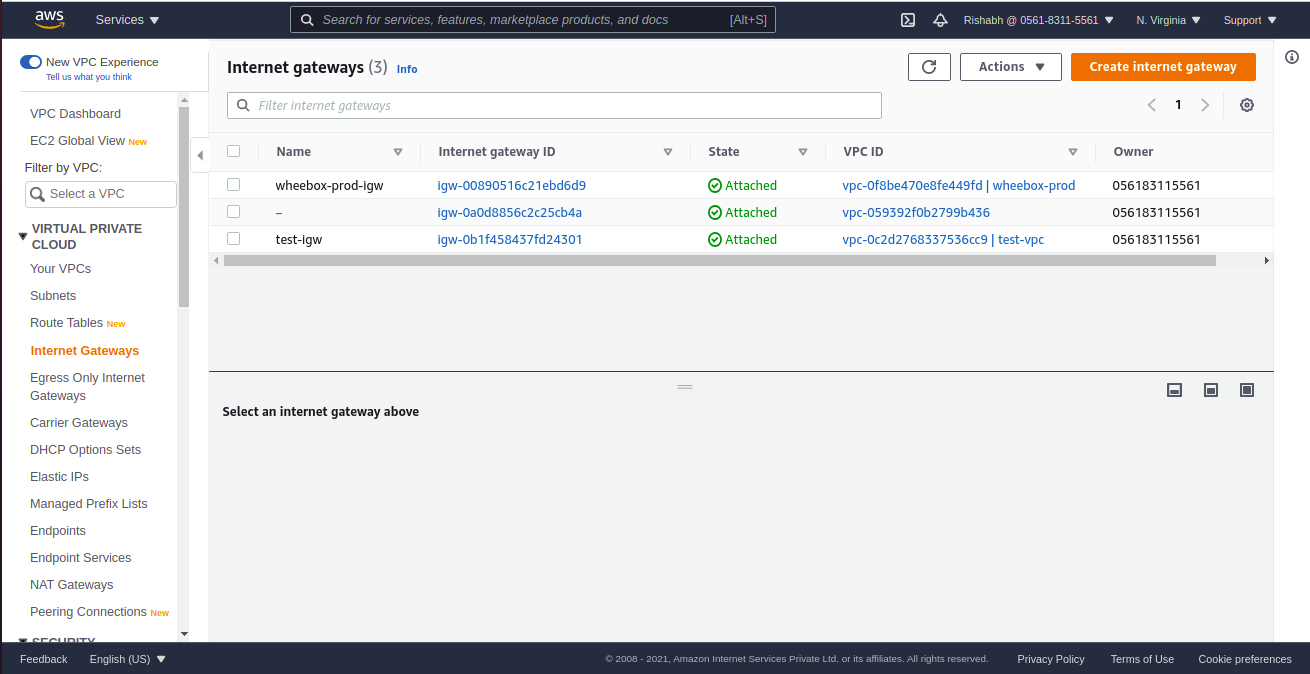 aws Services Search for services, features, marketplace products, and docs [Alt+S] Rishabh @ 0561-8311-5561 N. Virginia Support
New VPC Experience
Tell us what you think
VPC Dashboard
EC2 Global View New
Filter by VPC:
Select a VPC
VIRTUAL PRIVATE
CLOUD
Your VPCs
Subnets
Route Tables New
Internet Gateways
Egress Only Internet
Gateways
Carrier Gateways
DHCP Options Sets
Elastic IPs
Managed Prefix Lists
Endpoints
Endpoint Services
NAT Gateways
Peering Connections New
SECURITY
Internet gateways (3) Info Actions Create internet gateway
Filter internet gateways 1
Name Internet gateway ID State VPC ID Owner
wheebox-prod-igw igw-00890516c21ebd6d9 Attached vpc-0f8be470e8fe449fd | wheebox-prod 056183115561
– igw-0a0d8856c2c25cb4a Attached vpc-059392f0b2799b436 056183115561
test-igw igw-0b1f458437fd24301 Attached vpc-0c2d2768337536cc9 | test-vpc 056183115561
Select an internet gateway above
Feedback English (US) © 2008 - 2021, Amazon Internet Services Private Ltd. or its affiliates. All rights reserved. Privacy Policy Terms of Use Cookie preferences